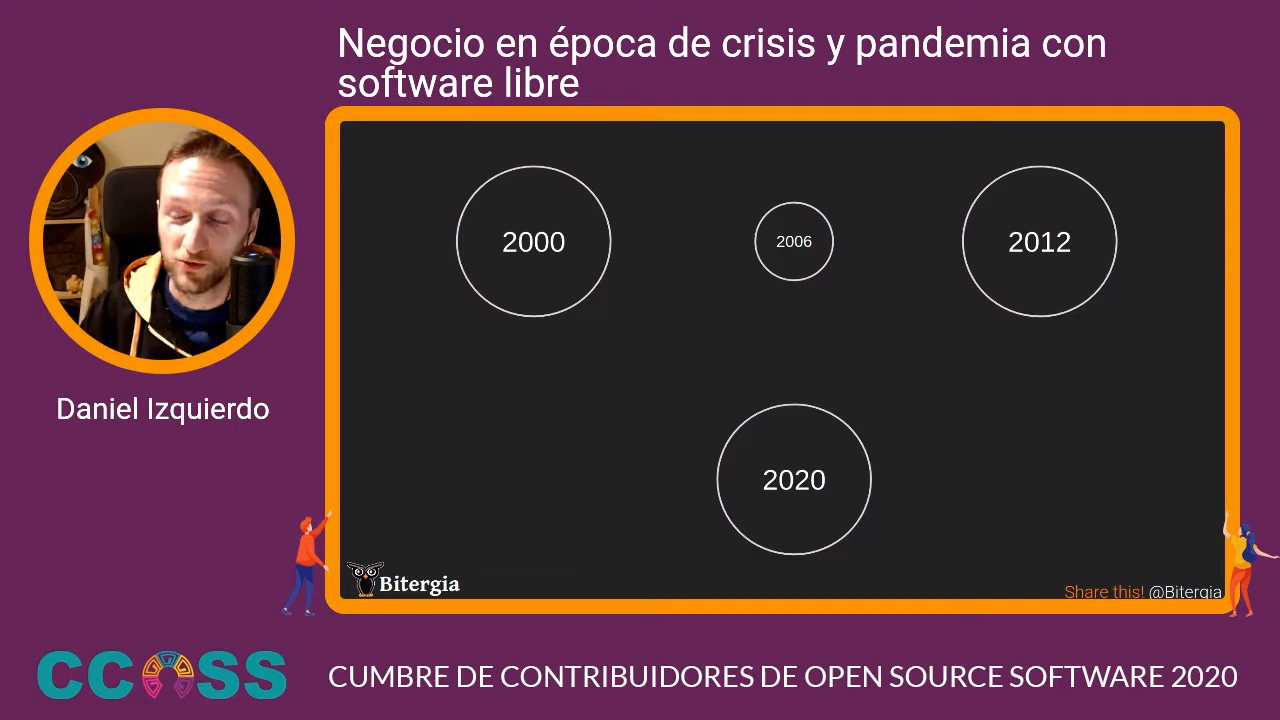 Negocio en época de crisis y pandemia con
software libre
2000
2006
2012
2020
Daniel Izquierdo
Bitergia
Share this! @Bitergia
CCOSS
CUMBRE DE CONTRIBUIDORES DE OPEN SOURCE SOFTWARE 2020